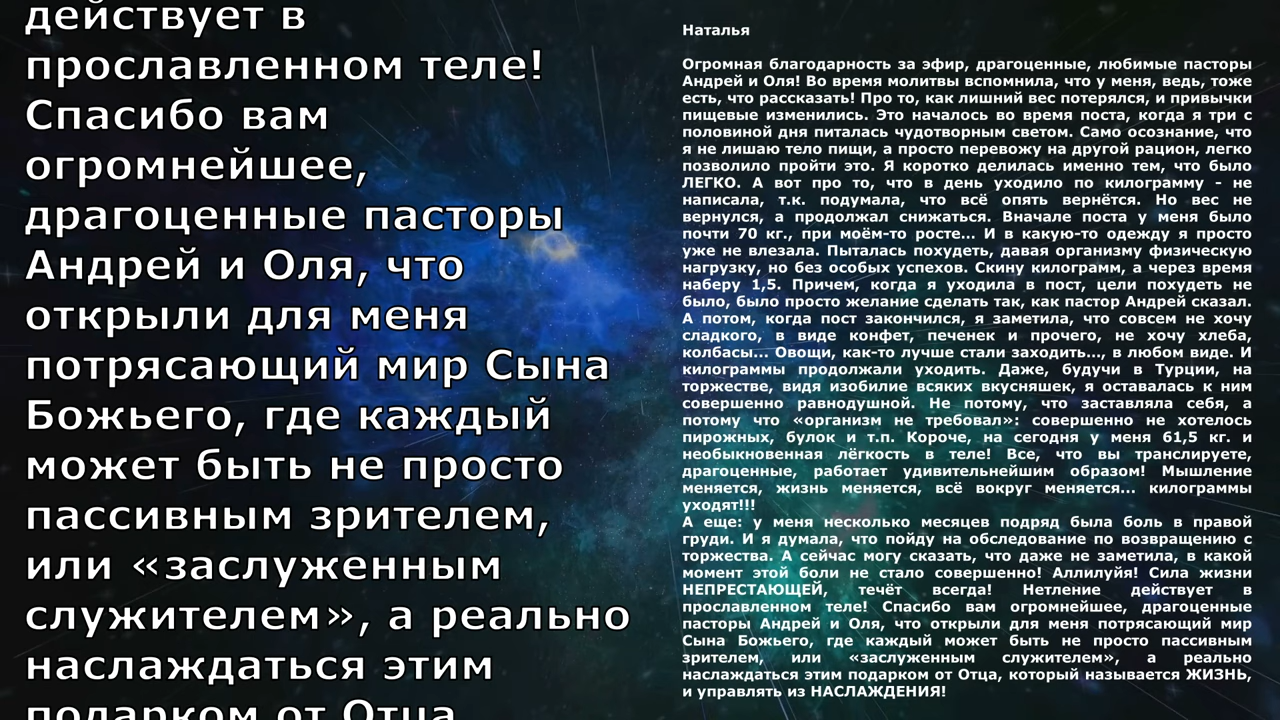 действует в
прославленном теле!
Спасибо вам
огромнейшее,
драгоценные пасторы
Андрей и Оля, что
открыли для меня
потрясающий мир Сына
Божьего, где каждый
может быть не просто
пассивным зрителем,
или «заслуженным
служителем», а реально
наслаждаться этим
подарком от Отца,
Наталья
Огромная благодарность за эфир, драгоценные, любимые пасторы
Андрей и Оля! Во время молитвы вспомнила, что у меня, ведь, тоже
есть, что рассказать! Про то, как лишний вес потерялся, и привычки
пищевые изменились. Это началось во время поста, когда я три с
половиной дня питалась чудотворным светом. Само осознание, что
я не лишаю тело пищи, а просто перевожу на другой рацион, легко
позволило пройти это. Я коротко делилась именно тем, что было
ЛЕГКО. А вот про то, что в день уходило по килограмму - не
написала, т.к. подумала, что всё опять вернётся. Но вес не
вернулся, а продолжал снижаться. Вначале поста у меня было
почти 70 кг., при моём-то росте... И в какую-то одежду я просто
уже не влезала. Пыталась похудеть, давая организму физическую
нагрузку, но без особых успехов. Скину килограмм, а через время
наберу 1,5. Причем, когда я уходила в пост, цели похудеть не
было, было просто желание сделать так, как пастор Андрей сказал.
А потом, когда пост закончился, я заметила, что совсем не хочу
сладкого, в виде конфет, печенек и прочего, не хочу хлеба,
колбасы... Овощи, как-то лучше стали заходить..., в любом виде. И
килограммы продолжали уходить. Даже, будучи в Турции, на
торжестве, видя изобилие всяких вкусняшек, я оставалась к ним
совершенно равнодушной. Не потому, что заставляла себя, а
потому что «организм не требовал»: совершенно не хотелось
пирожных, булок и т.п. Короче, на сегодня у меня 61,5 кг. и
необыкновенная лёгкость в теле! Все, что вы транслируете,
драгоценные, работает удивительнейшим образом! Мышление
меняется, жизнь меняется, всё вокруг меняется... килограммы
уходят!!!
А еще: у меня несколько месяцев подряд была боль в правой
груди. И я думала, что пойду на обследование по возвращению с
торжества. А сейчас могу сказать, что даже не заметила, в какой
момент этой боли не стало совершенно! Аллилуйя! Сила жизни
НЕПРЕСТАЮЩЕЙ, течёт всегда! Нетление действует в
прославленном теле! Спасибо вам огромнейшее, драгоценные
пасторы Андрей и Оля, что открыли для меня потрясающий мир
Сына Божьего, где каждый может быть не просто пассивным
зрителем, или «заслуженным служителем», а реально
наслаждаться этим подарком от Отца, который называется ЖИЗНЬ,
и управлять из НАСЛАЖДЕНИЯ!